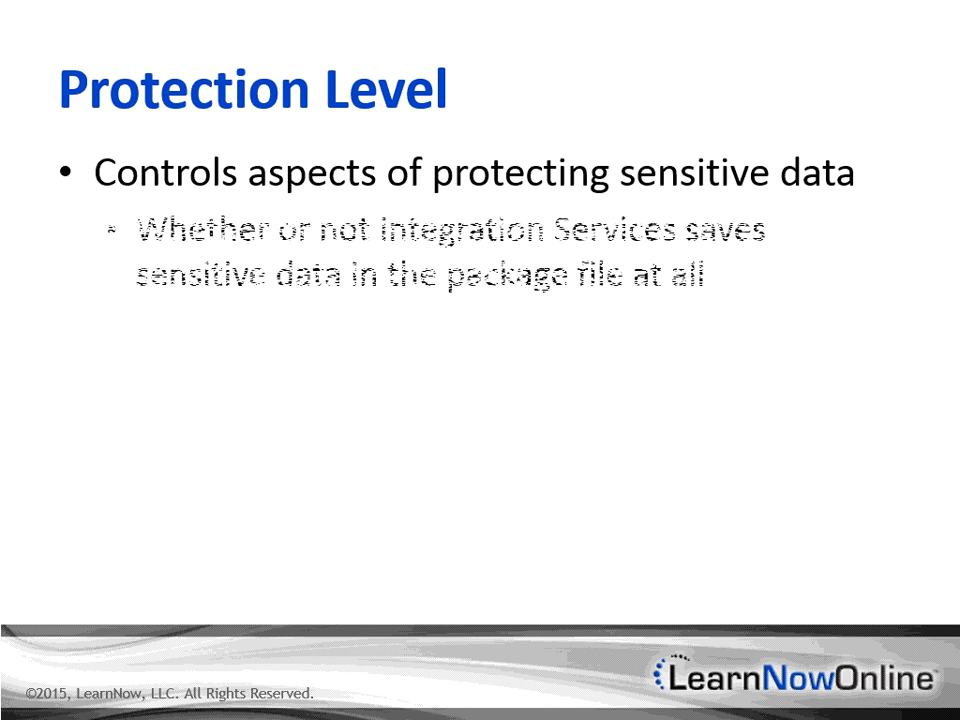 Protection Level
• Controls aspects of protecting sensitive data
▪ Whether or not Integration Services saves
sensitive data in the package file at all
©2015, LearnNow, LLC. All Rights Reserved.
LearnNowOnline